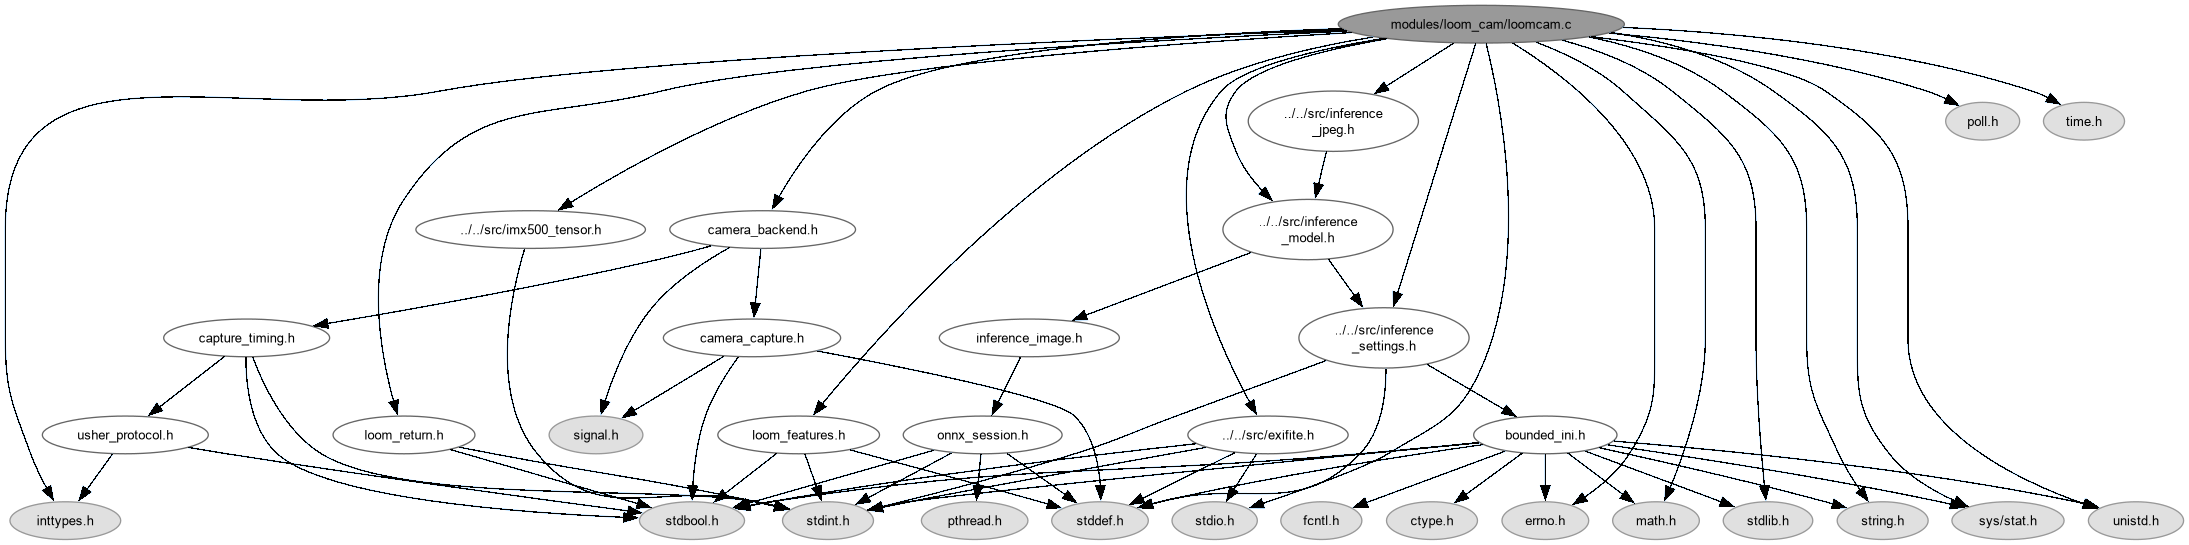 modules/loom_cam/loomcam.c
../../src/inference
_jpeg.h
poll.h
time.h
../../src/imx500_tensor.h
camera_backend.h
../../src/inference
_model.h
capture_timing.h
camera_capture.h
inference_image.h
../../src/inference
_settings.h
usher_protocol.h
loom_return.h
signal.h
loom_features.h
onnx_session.h
../../src/exifite.h
bounded_ini.h
inttypes.h
stdbool.h
stdint.h
pthread.h
stddef.h
stdio.h
fcntl.h
ctype.h
errno.h
math.h
stdlib.h
string.h
sys/stat.h
unistd.h